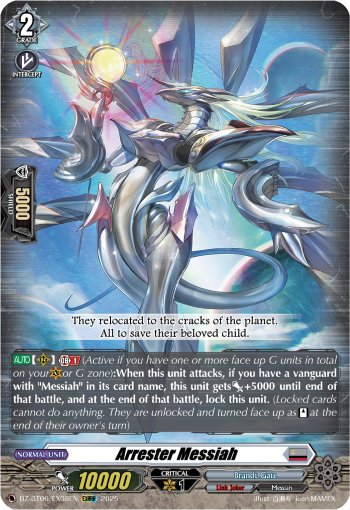 2
GRADE
INTERCEPT
5000
SHIELD
They relocated to the cracks of the planet.
All to save their beloved child.
AUTO (Active if you have one or more face up G units in total
on your or G zone):When this unit attacks, if you have a vanguard
with "Messiah" in its card name, this unit gets +5000 until end
of that battle, and at the end of that battle, lock this unit. (Locked cards
cannot do anything. They are unlocked and turned face up as at the
end of their owner's turn)
NORMAL UNIT
Arrester Messiah
POWER
10000
CRITICAL
1
Brandt Gate
Link Joker
Messiah
2025